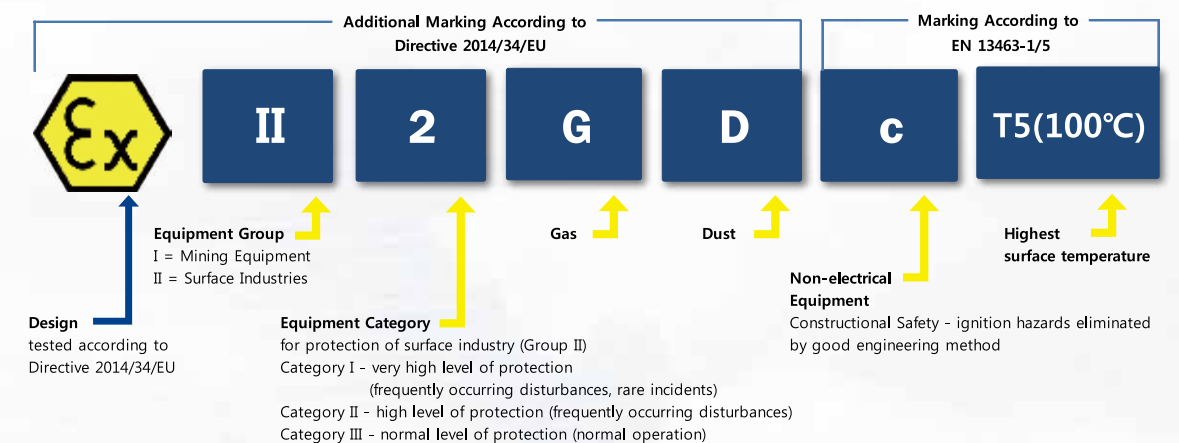 Additional Marking According to
Directive 2014/34/EU
Marking According to
EN 13463-1/5
Ex
II
2
G
D
c
T5(100℃)
Equipment Group
I = Mining Equipment
II = Surface Industries
Gas
Dust
Highest
surface temperature
Non-electrical
Equipment
Constructional Safety - ignition hazards eliminated
by good engineering method
Design
tested according to
Directive 2014/34/EU
Equipment Category
for protection of surface industry (Group II)
Category Ⅰ - very high level of protection
(frequently occurring disturbances, rare incidents)
Category Ⅱ - high level of protection (frequently occurring disturbances)
Category Ⅲ - normal level of protection (normal operation)